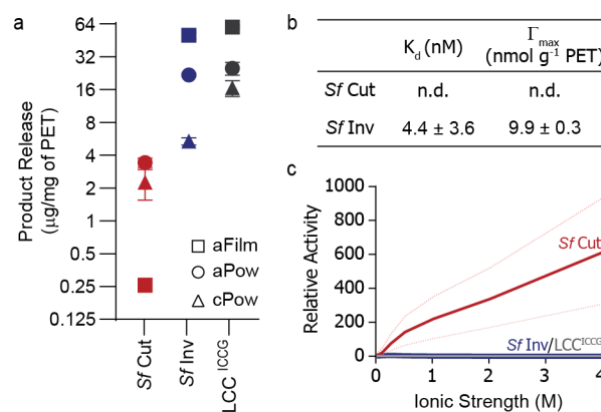 a
Product Release
(μg/mg of PET)
64
32
16
8
4
2
1
0.5
0.25
0.125
aFilm
aPow
cPow
Sf Cut
Sf Inv
LCC ICCG
b
Kd (nM)
Γmax
(nmol g-1 PET)
Sf Cut n.d. n.d.
Sf Inv 4.4 ± 3.6 9.9 ± 0.3
c
Relative Activity
1000
800
600
400
200
0
Sf Cut
Sf Inv/LCCICCG
0 1 2 3 4
Ionic Strength (M)